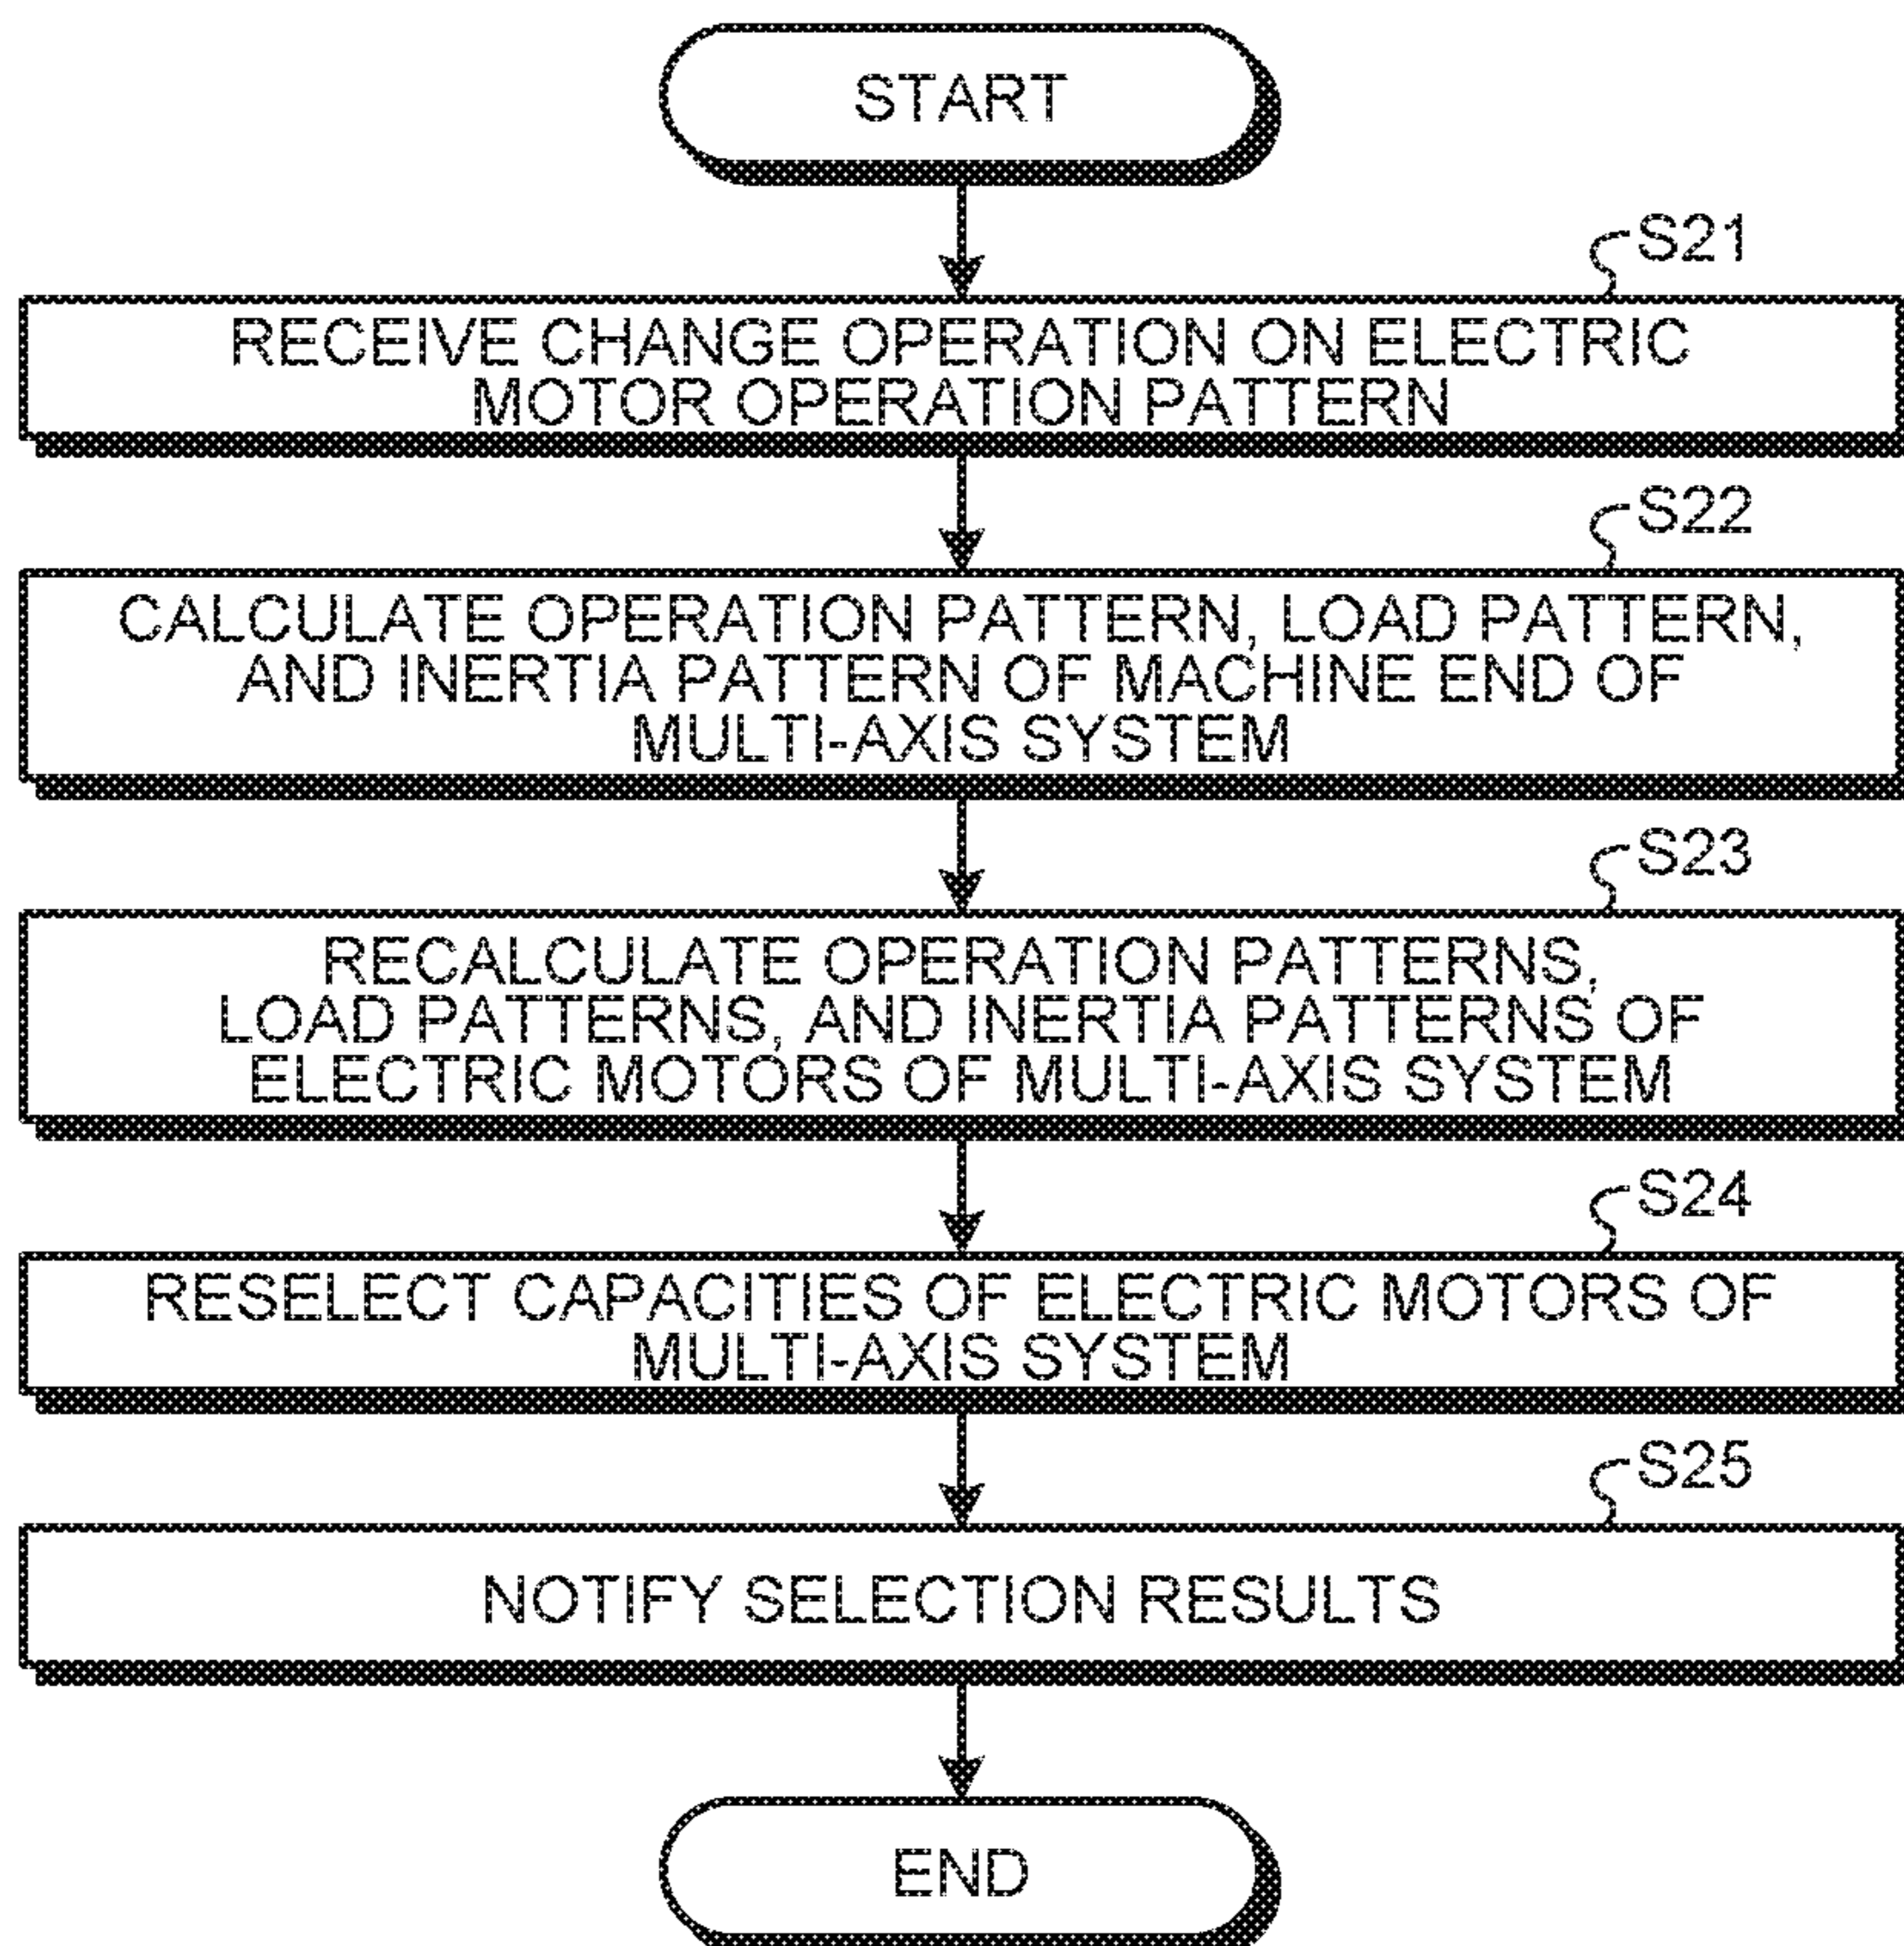 START
S21
RECEIVE CHANGE OPERATION ON ELECTRIC
MOTOR OPERATION PATTERN
S22
CALCULATE OPERATION PATTERN, LOAD PATTERN,
AND INERTIA PATTERN OF MACHINE END OF
MULTI-AXIS SYSTEM
S23
RECALCULATE OPERATION PATTERNS,
LOAD PATTERNS, AND INERTIA PATTERNS OF
ELECTRIC MOTORS OF MULTI-AXIS SYSTEM
S24
RESELECT CAPACITIES OF ELECTRIC MOTORS OF
MULTI-AXIS SYSTEM
S25
NOTIFY SELECTION RESULTS
END